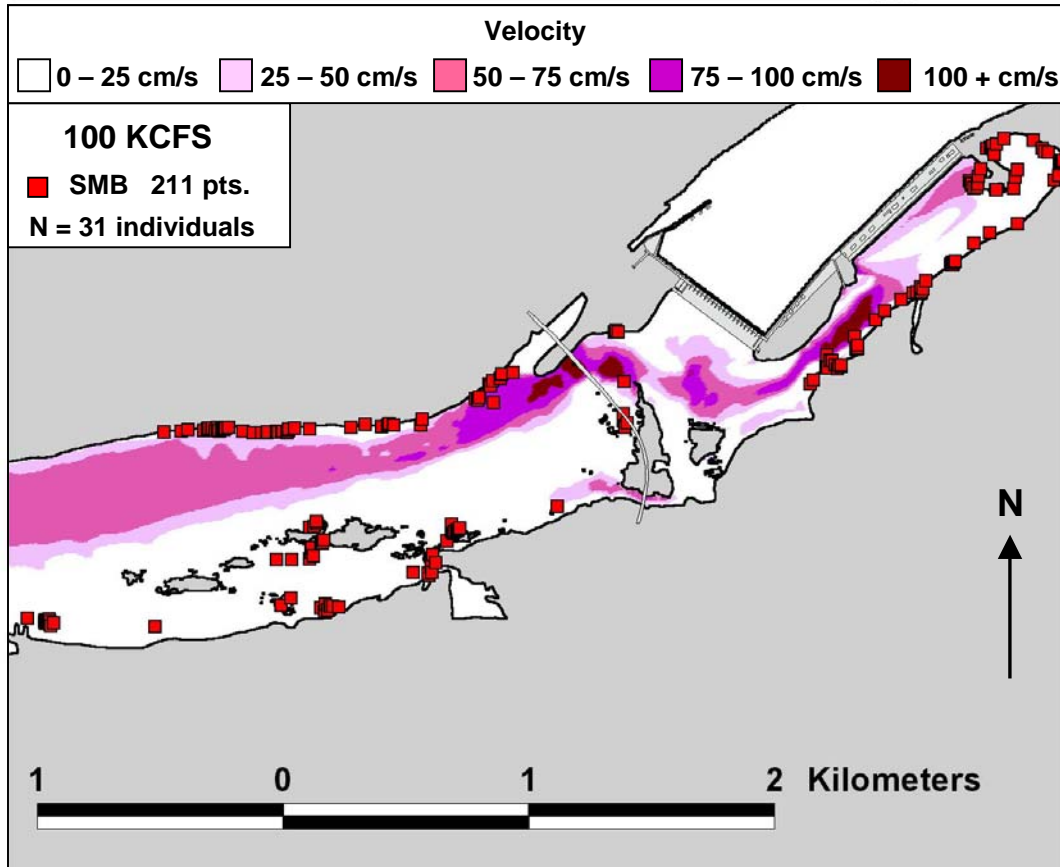 Velocity
0 – 25 cm/s 25 – 50 cm/s 50 – 75 cm/s 75 – 100 cm/s 100 + cm/s
100 KCFS
SMB 211 pts.
N = 31 individuals
N
1 0 1 2 Kilometers